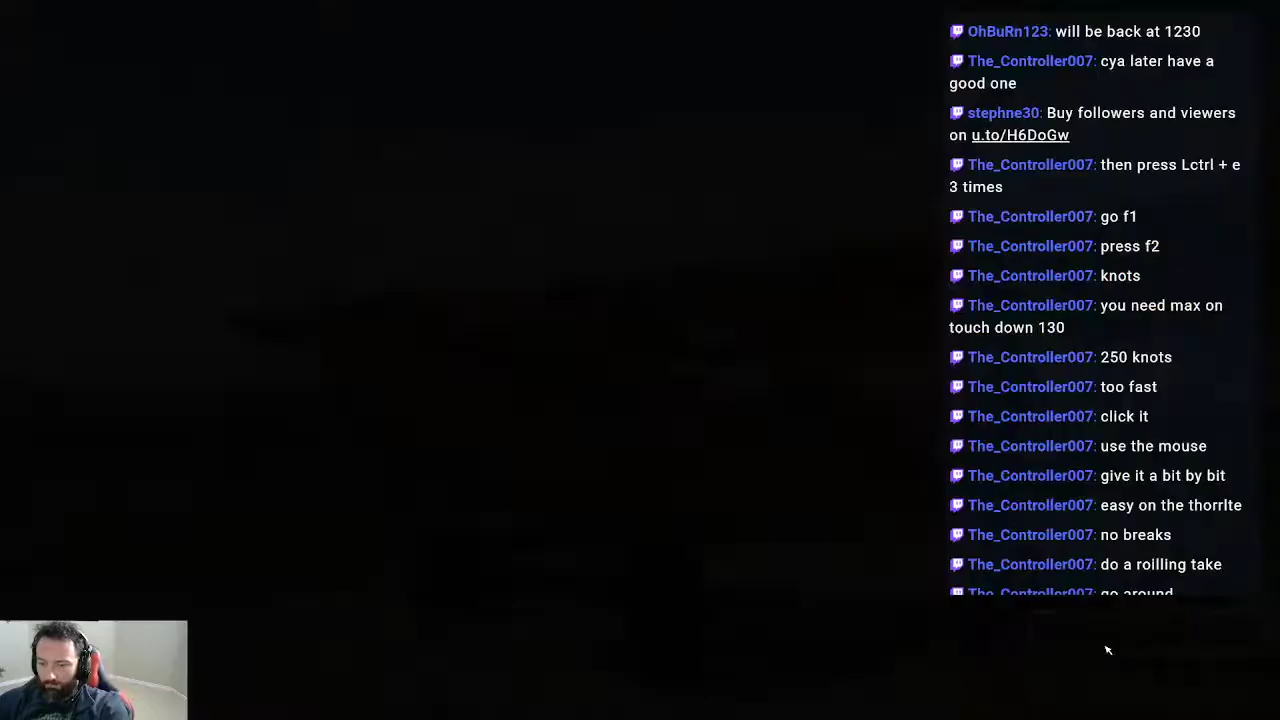 OhBuRn123: will be back at 1230
The_Controller007: cya later have a
good one
stephne30: Buy followers and viewers
on u.to/H6DoGw
The_Controller007: then press Lctrl + e
3 times
The_Controller007: go f1
The_Controller007: press f2
The_Controller007: knots
The_Controller007: you need max on
touch down 130
The_Controller007: 250 knots
The_Controller007: too fast
The_Controller007: click it
The_Controller007: use the mouse
The_Controller007: give it a bit by bit
The_Controller007: easy on the thorrlte
The_Controller007: no breaks
The_Controller007: do a roilling take
The_Controller007: go around